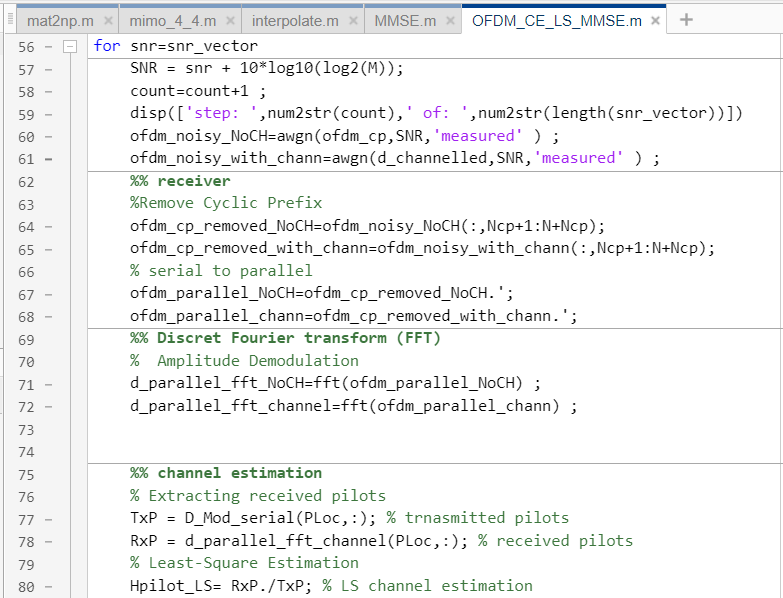 mat2np.m × mimo_4_4.m × interpolate.m × MMSE.m × OFDM_CE_LS_MMSE.m × +
56 – for snr=snr_vector
57 – SNR = snr + 10*log10(log2(M));
58 – count=count+1 ;
59 – disp(['step: ',num2str(count),' of: ',num2str(length(snr_vector))])
60 – ofdm_noisy_NoCH=awgn(ofdm_cp,SNR,'measured' ) ;
61 – ofdm_noisy_with_chann=awgn(d_channelled,SNR,'measured' ) ;
62 %% receiver
63 %Remove Cyclic Prefix
64 – ofdm_cp_removed_NoCH=ofdm_noisy_NoCH(:,Ncp+1:N+Ncp);
65 – ofdm_cp_removed_with_chann=ofdm_noisy_with_chann(:,Ncp+1:N+Ncp);
66 % serial to parallel
67 – ofdm_parallel_NoCH=ofdm_cp_removed_NoCH.';
68 – ofdm_parallel_chann=ofdm_cp_removed_with_chann.';
69 %% Discret Fourier transform (FFT)
70 %  Amplitude Demodulation
71 – d_parallel_fft_NoCH=fft(ofdm_parallel_NoCH) ;
72 – d_parallel_fft_channel=fft(ofdm_parallel_chann) ;
73
74
75 %% channel estimation
76 % Extracting received pilots
77 – TxP = D_Mod_serial(PLoc,:); % trnasmitted pilots
78 – RxP = d_parallel_fft_channel(PLoc,:); % received pilots
79 % Least-Square Estimation
80 – Hpilot_LS= RxP./TxP; % LS channel estimation